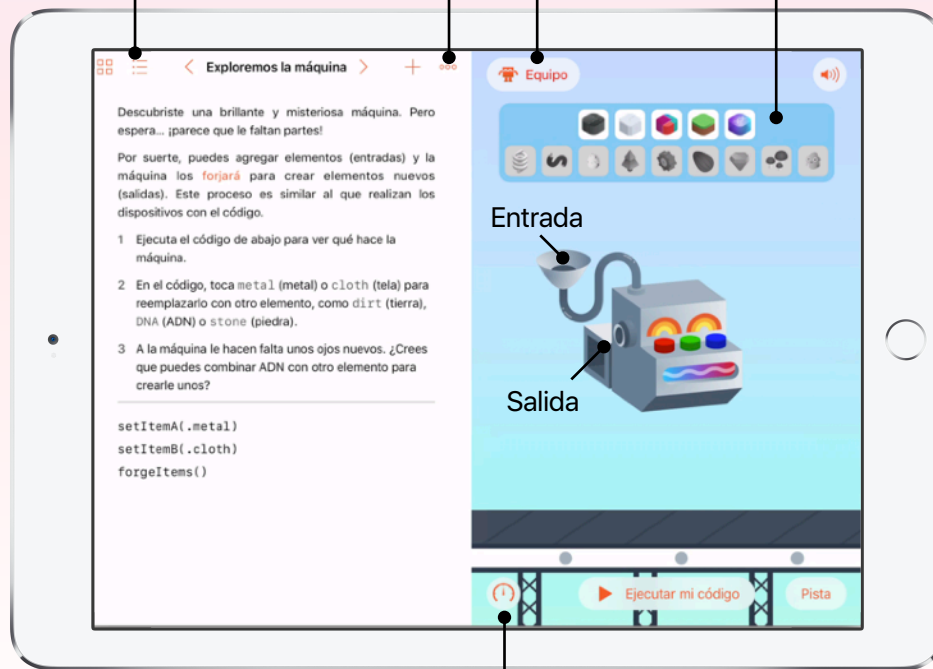 Exploremos la máquina
Descubriste una brillante y misteriosa máquina. Pero
espera... ¡parece que le faltan partes!
Por suerte, puedes agregar elementos (entradas) y la
máquina los forjará para crear elementos nuevos
(salidas). Este proceso es similar al que realizan los
dispositivos con el código.
1 Ejecuta el código de abajo para ver qué hace la
máquina.
2 En el código, toca metal (metal) o cloth (tela) para
reemplazarlo con otro elemento, como dirt (tierra),
DNA (ADN) o stone (piedra).
3 A la máquina le hacen falta unos ojos nuevos. ¿Crees
que puedes combinar ADN con otro elemento para
crearle unos?
setItemA(.metal)
setItemB(.cloth)
forgeItems()
Equipo
Entrada
Salida
Ejecutar mi código
Pista